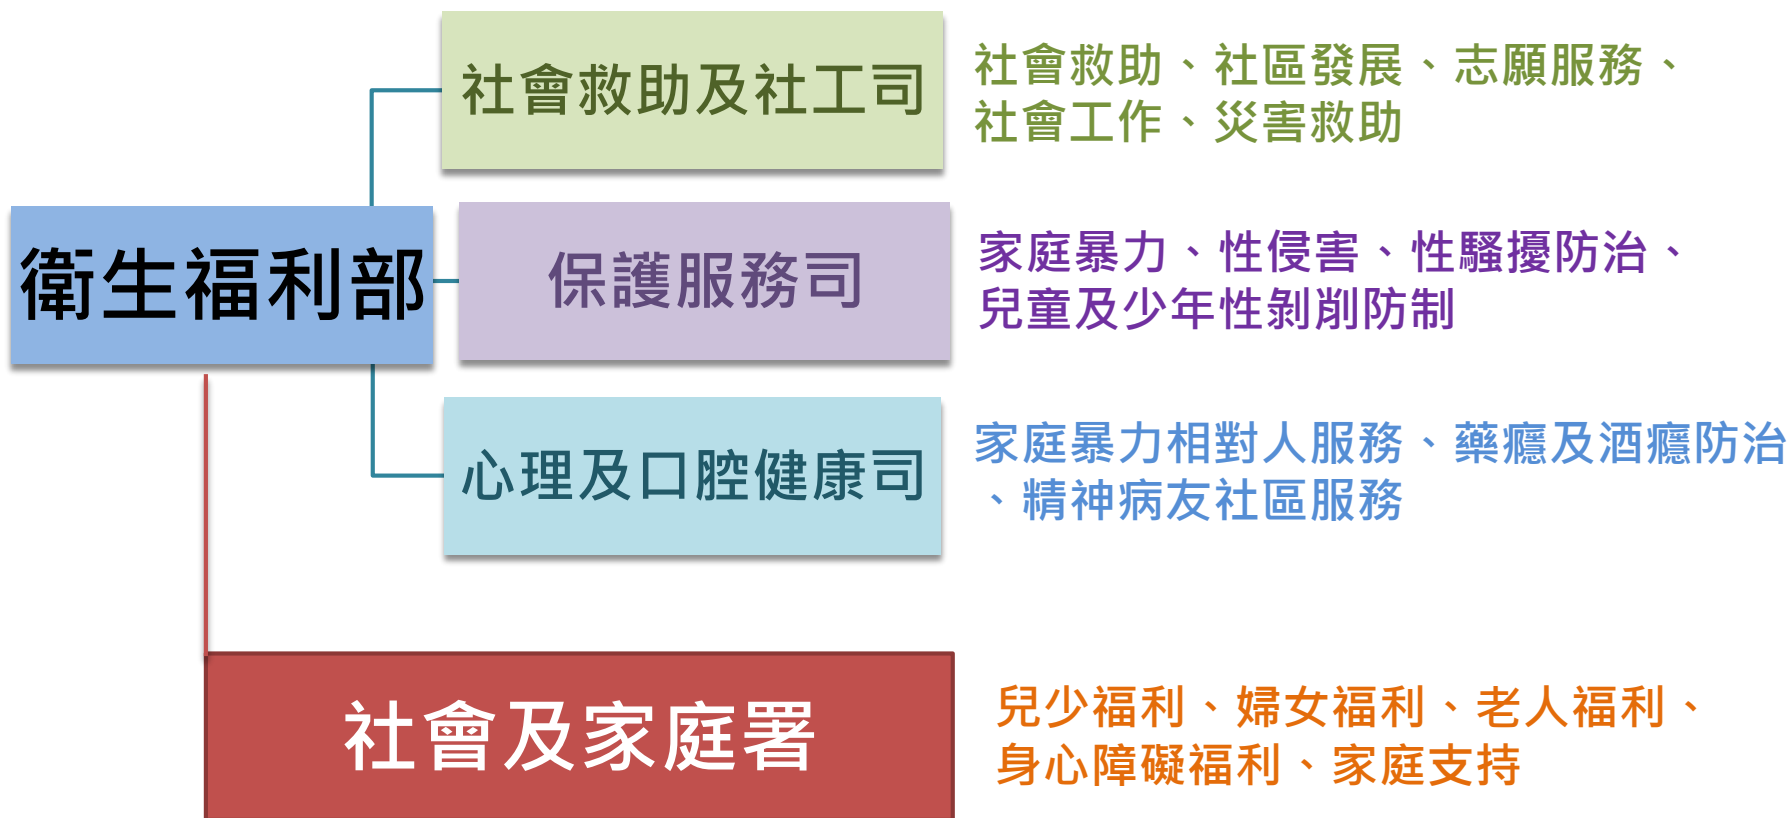 社會救助及社工司
社會救助、社區發展、志願服務、
社會工作、災害救助
衛生福利部
保護服務司
家庭暴力、性侵害、性騷擾防治、
兒童及少年性剝削防制
心理及口腔健康司
家庭暴力相對人服務、藥癮及酒癮防治
、精神病友社區服務
社會及家庭署
兒少福利、婦女福利、老人福利、
身心障礙福利、家庭支持